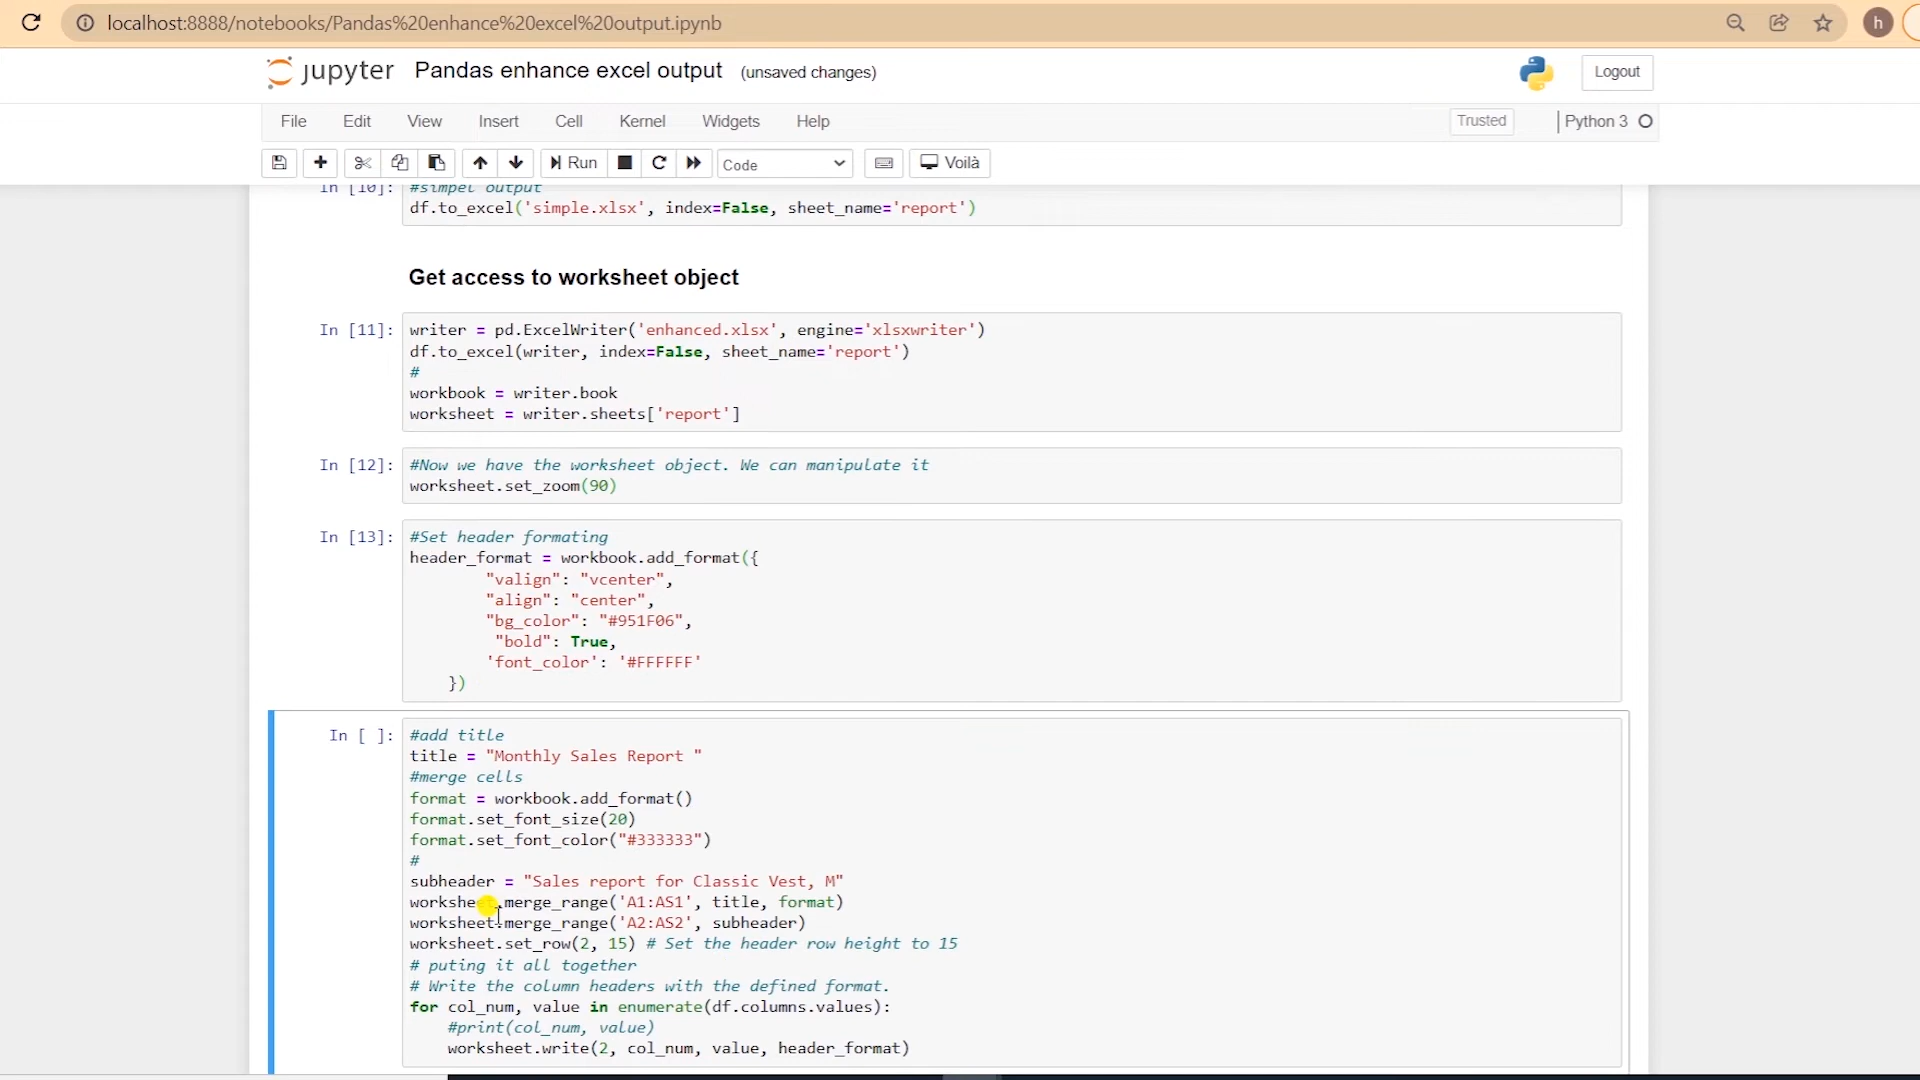 localhost:8888/notebooks/Pandas%20enhance%20excel%20output.ipynb
h
jupyter Pandas enhance excel output (unsaved changes)
Logout
File Edit View Insert Cell Kernel Widgets Help
Trusted
Python 3
Run
Code
Voilà
In [10]:
#simpel output
df.to_excel('simple.xlsx', index=False, sheet_name='report')
Get access to worksheet object
In [11]:
writer = pd.ExcelWriter('enhanced.xlsx', engine='xlsxwriter')
df.to_excel(writer, index=False, sheet_name='report')
#
workbook = writer.book
worksheet = writer.sheets['report']
In [12]:
#Now we have the worksheet object. We can manipulate it
worksheet.set_zoom(90)
In [13]:
#Set header formating
header_format = workbook.add_format({
        "valign": "vcenter",
        "align": "center",
        "bg_color": "#951F06",
         "bold": True,
        'font_color': '#FFFFFF'
    })
In [ ]:
#add title
title = "Monthly Sales Report "
#merge cells
format = workbook.add_format()
format.set_font_size(20)
format.set_font_color("#333333")
#
subheader = "Sales report for Classic Vest, M"
worksheet.merge_range('A1:AS1', title, format)
worksheet.merge_range('A2:AS2', subheader)
worksheet.set_row(2, 15) # Set the header row height to 15
# puting it all together
# Write the column headers with the defined format.
for col_num, value in enumerate(df.columns.values):
    #print(col_num, value)
    worksheet.write(2, col_num, value, header_format)